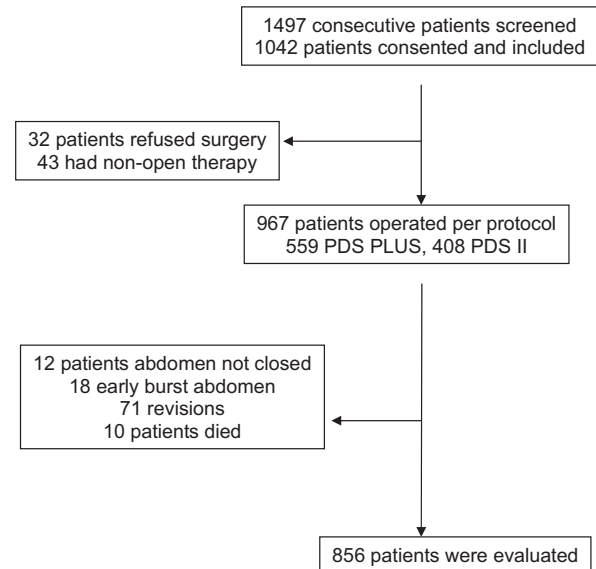 1497 consecutive patients screened
1042 patients consented and included
32 patients refused surgery
43 had non-open therapy
967 patients operated per protocol
559 PDS PLUS, 408 PDS II
12 patients abdomen not closed
18 early burst abdomen
71 revisions
10 patients died
856 patients were evaluated